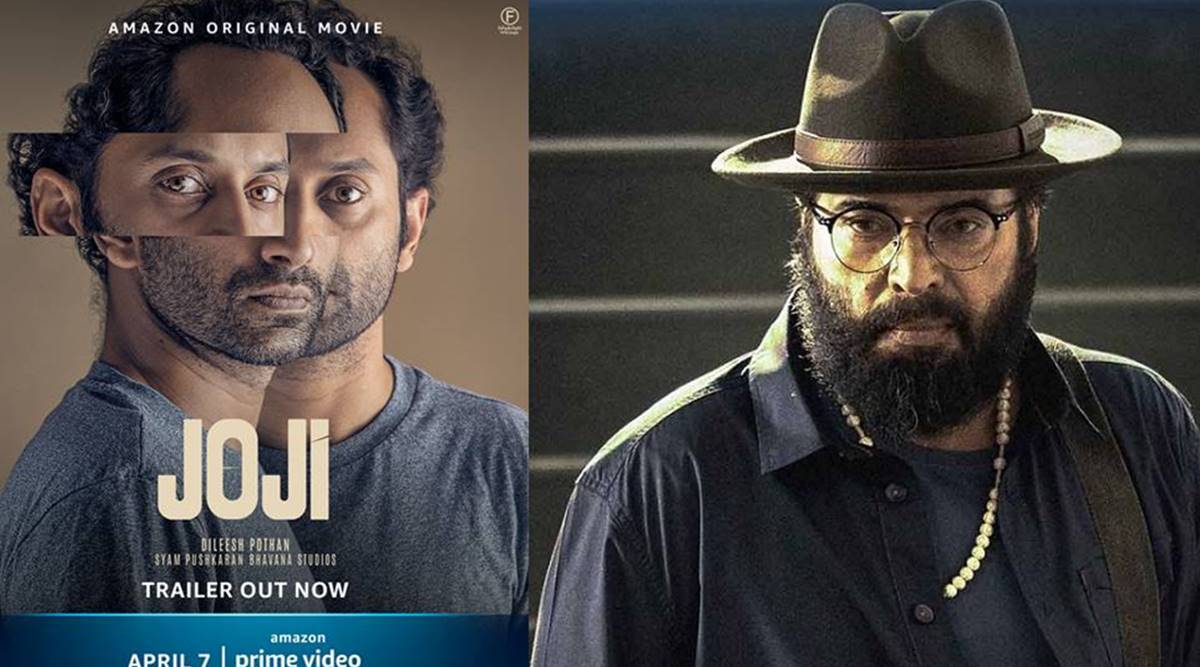 AMAZON ORIGINAL MOVIE
JOJI
DILEESH POTHAN
SYAM PUSHKARAN BHAVANA STUDIOS
TRAILER OUT NOW
amazon
APRIL 7 | prime video